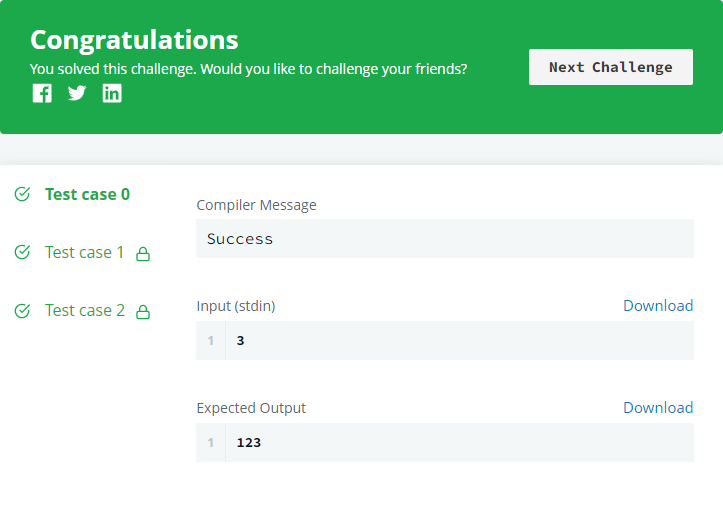 Congratulations
You solved this challenge. Would you like to challenge your friends?
Next Challenge
Test case 0
Test case 1
Test case 2
Compiler Message
Success
Input (stdin)
Download
1 3
Expected Output
Download
1 123